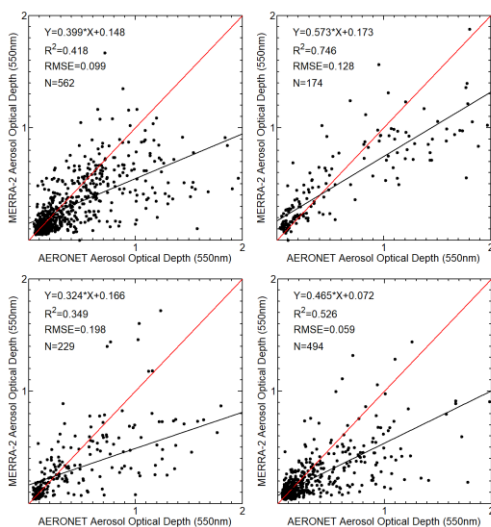 Y=0.399*X+0.148
R²=0.418
RMSE=0.099
N=562
2
1
1
2
MERRA-2 Aerosol Optical Depth (550nm)
AERONET Aerosol Optical Depth (550nm)
Y=0.573*X+0.173
R²=0.746
RMSE=0.128
N=174
2
1
1
2
MERRA-2 Aerosol Optical Depth (550nm)
AERONET Aerosol Optical Depth (550nm)
Y=0.324*X+0.166
R²=0.349
RMSE=0.198
N=229
2
1
1
2
MERRA-2 Aerosol Optical Depth (550nm)
AERONET Aerosol Optical Depth (550nm)
Y=0.465*X+0.072
R²=0.526
RMSE=0.059
N=494
2
1
1
2
MERRA-2 Aerosol Optical Depth (550nm)
AERONET Aerosol Optical Depth (550nm)